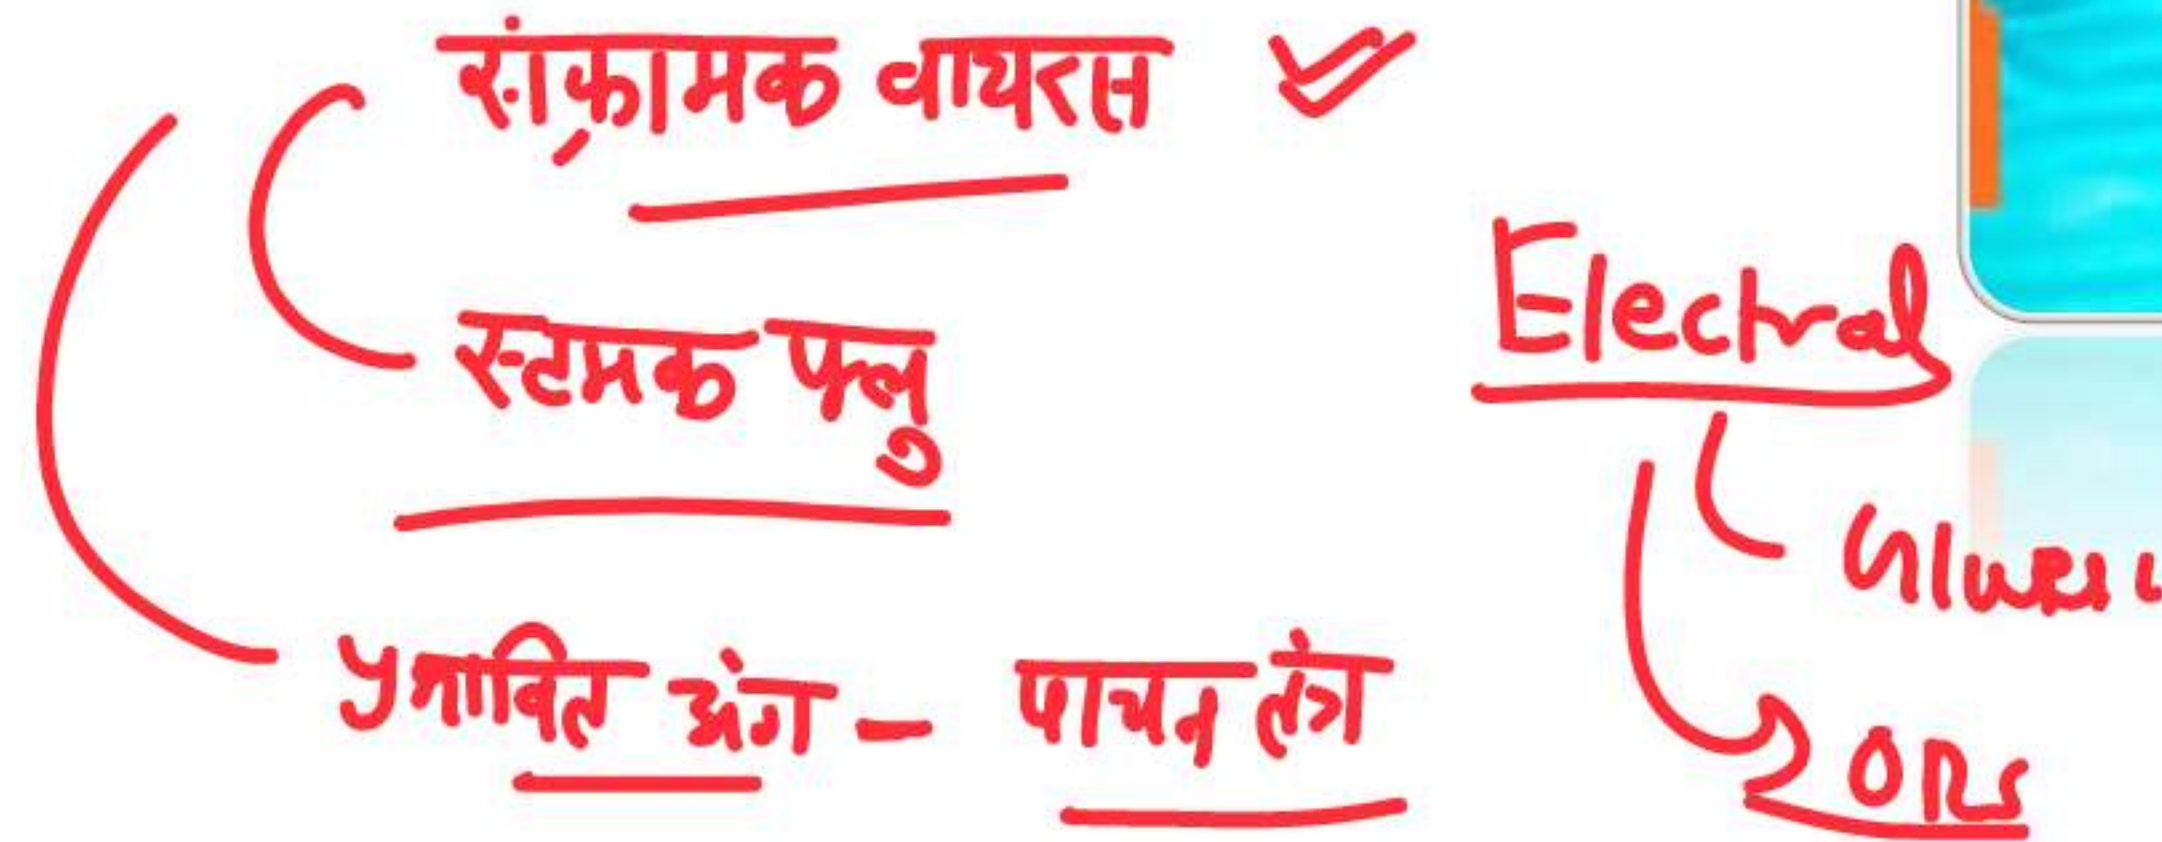 संक्रामक वायरस
स्टमक फ्लु
प्रभावित अंग - पाचन तंत्र
Electral
ORS